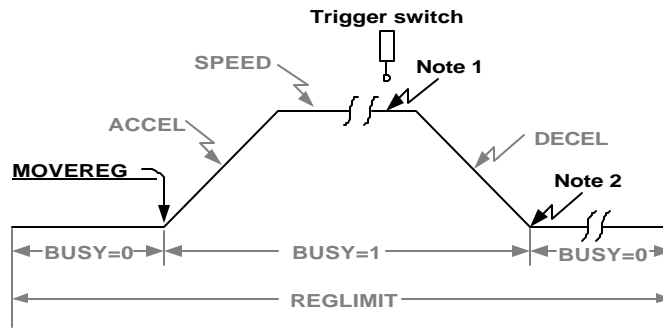 Trigger switch
SPEED
Note 1
ACCEL
DECEL
MOVEREG
Note 2
BUSY=0
BUSY=1
BUSY=0
REGLIMIT